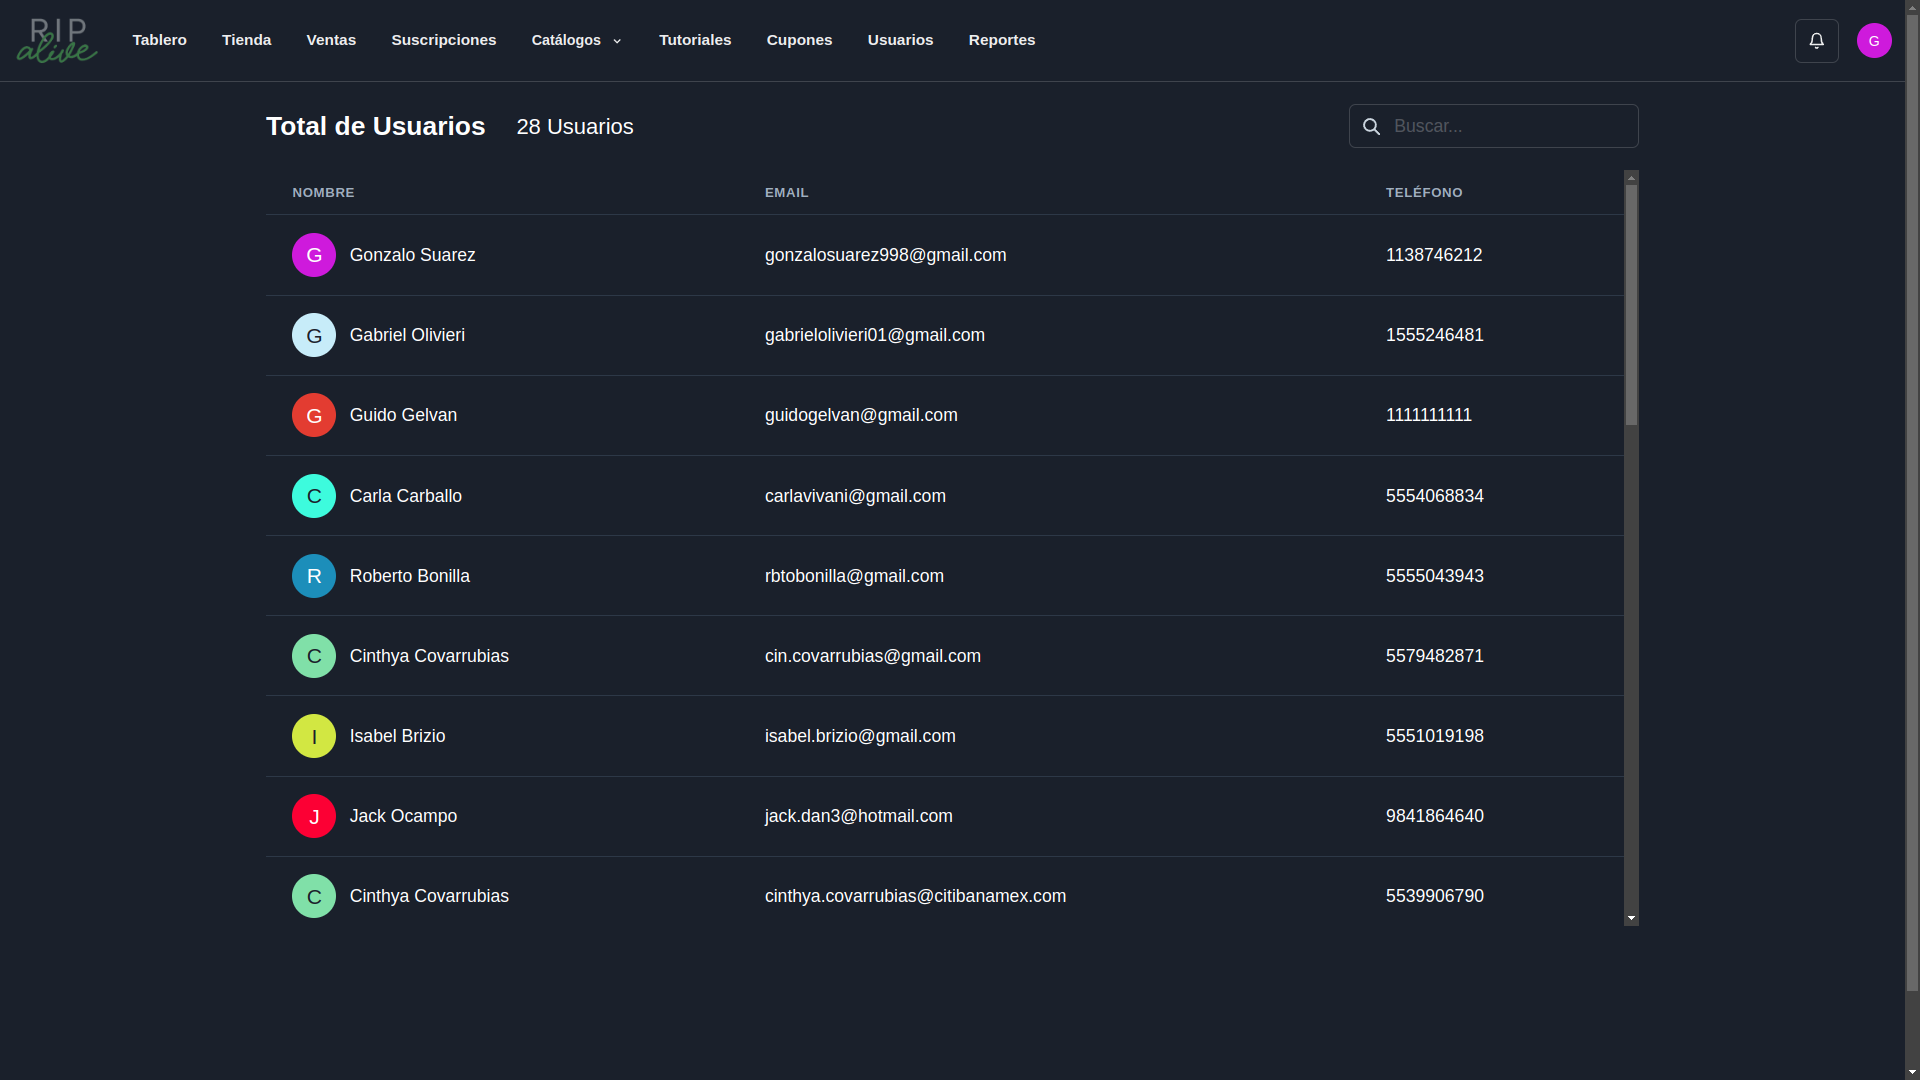 RIP
alive
Tablero Tienda Ventas Suscripciones Catálogos Tutoriales Cupones Usuarios Reportes G
Total de Usuarios 28 Usuarios Buscar...
NOMBRE EMAIL TELÉFONO
G Gonzalo Suarez gonzalosuarez998@gmail.com 1138746212
G Gabriel Olivieri gabrielolivieri01@gmail.com 1555246481
G Guido Gelvan guidogelvan@gmail.com 1111111111
C Carla Carballo carlavivani@gmail.com 5554068834
R Roberto Bonilla rbtobonilla@gmail.com 5555043943
C Cinthya Covarrubias cin.covarrubias@gmail.com 5579482871
I Isabel Brizio isabel.brizio@gmail.com 5551019198
J Jack Ocampo jack.dan3@hotmail.com 9841864640
C Cinthya Covarrubias cinthya.covarrubias@citibanamex.com 5539906790